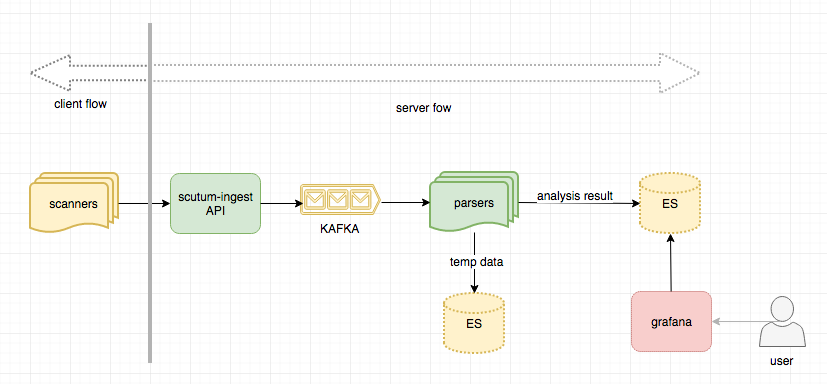 client flow
server fow
scanners
scutum-ingest
API
KAFKA
parsers
analysis result
ES
temp data
ES
grafana
user